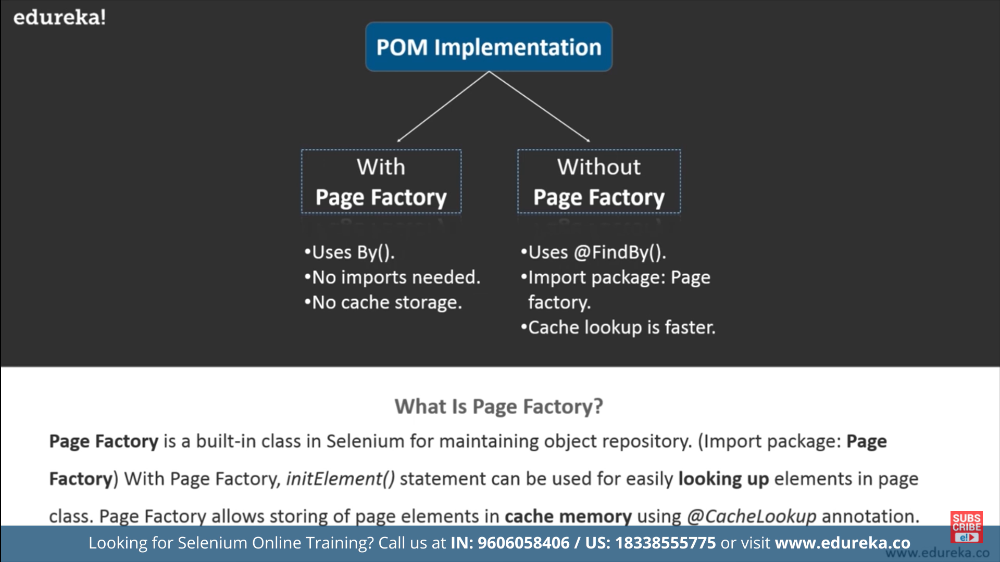 edureka!
POM Implementation
With
Page Factory
Without
Page Factory
•Uses By().
•No imports needed.
•No cache storage.
•Uses @FindBy().
•Import package: Page
factory.
•Cache lookup is faster.
What Is Page Factory?
Page Factory is a built-in class in Selenium for maintaining object repository. (Import package: Page
Factory) With Page Factory, initElement() statement can be used for easily looking up elements in page
class. Page Factory allows storing of page elements in cache memory using @CacheLookup annotation.
SUBS
CRIBE
e!
Looking for Selenium Online Training? Call us at IN: 9606058406 / US: 18338555775 or visit www.edureka.co
www.edureka.co